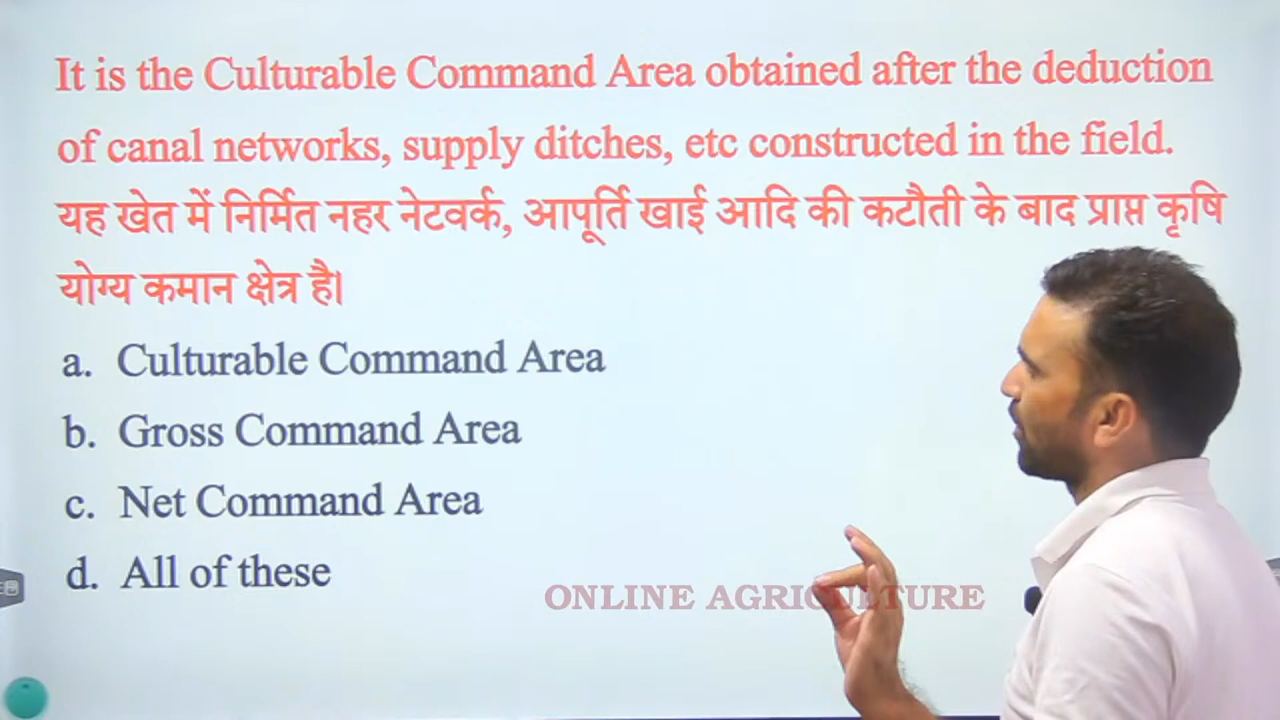 It is the Culturable Command Area obtained after the deduction
of canal networks, supply ditches, etc constructed in the field.
यह खेत में निर्मित नहर नेटवर्क, आपूर्ति खाई आदि की कटौती के बाद प्राप्त कृषि
योग्य कमान क्षेत्र है।
a. Culturable Command Area
b. Gross Command Area
c. Net Command Area
d. All of these
ONLINE AGRICULTURE